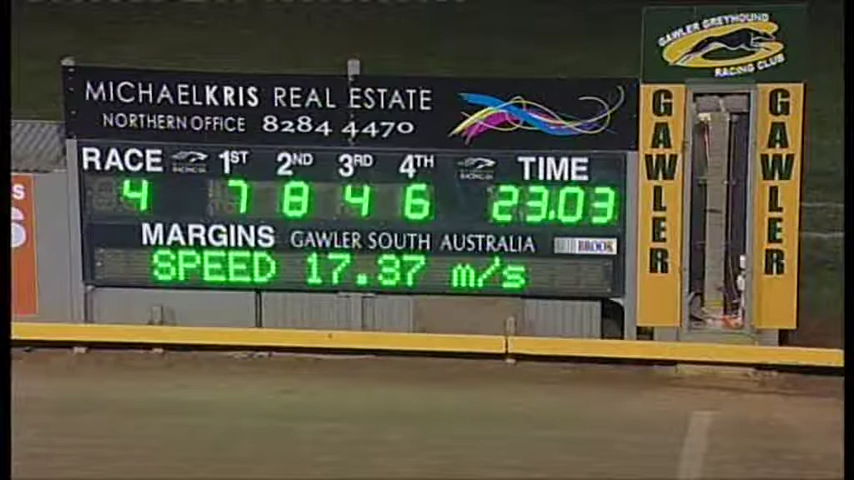 GAWLER GREYHOUND
RACING CLUB
MICHAELKRIS REAL ESTATE
NORTHERN OFFICE 8284 4470
RACE 1ST 2ND 3RD 4TH TIME
4 7 8 4 6 23.03
MARGINS GAWLER SOUTH AUSTRALIA BROOK
SPEED 17.37 m/s
GAWLER
GAWLER
S